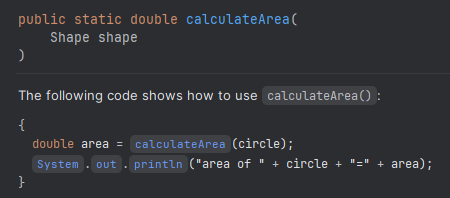 public static double calculateArea(
    Shape shape
)
The following code shows how to use calculateArea():
{
  double area = calculateArea(circle);
  System.out.println("area of " + circle + "=" + area);
}